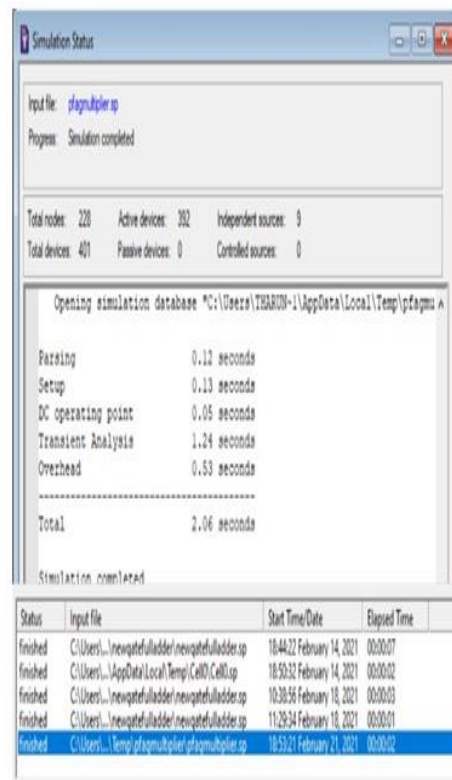 Simulation Status
Input file: pfagmultiplier.sp
Progress: Simulation completed
Total nodes: 228 Active devices: 392 Independent sources: 9
Total devices: 401 Passive devices: 0 Controlled sources: 0
Opening simulation database "C:\Users\THARUN~1\AppData\Local\Temp\pfagmu
Parsing 0.12 seconds
Setup 0.13 seconds
DC operating point 0.05 seconds
Transient Analysis 1.24 seconds
Overhead 0.53 seconds
-----------------------------------------
Total 2.06 seconds
Simulation completed
Status Input file Start Time/Date Elapsed Time
finished C:\Users\...\newgatefulladder\newgatefulladder.sp 18:44:22 February 14, 2021 00:00:07
finished C:\Users\...\AppData\Local\Temp\Cell0\Cell0.sp 18:50:32 February 14, 2021 00:00:02
finished C:\Users\...\newgatefulladder\newgatefulladder.sp 10:38:56 February 18, 2021 00:00:03
finished C:\Users\...\newgatefulladder\newgatefulladder.sp 11:29:34 February 18, 2021 00:00:01
finished C:\Users\...\Temp\pfagmultiplier\pfagmultiplier.sp 18:53:21 February 21, 2021 00:00:02